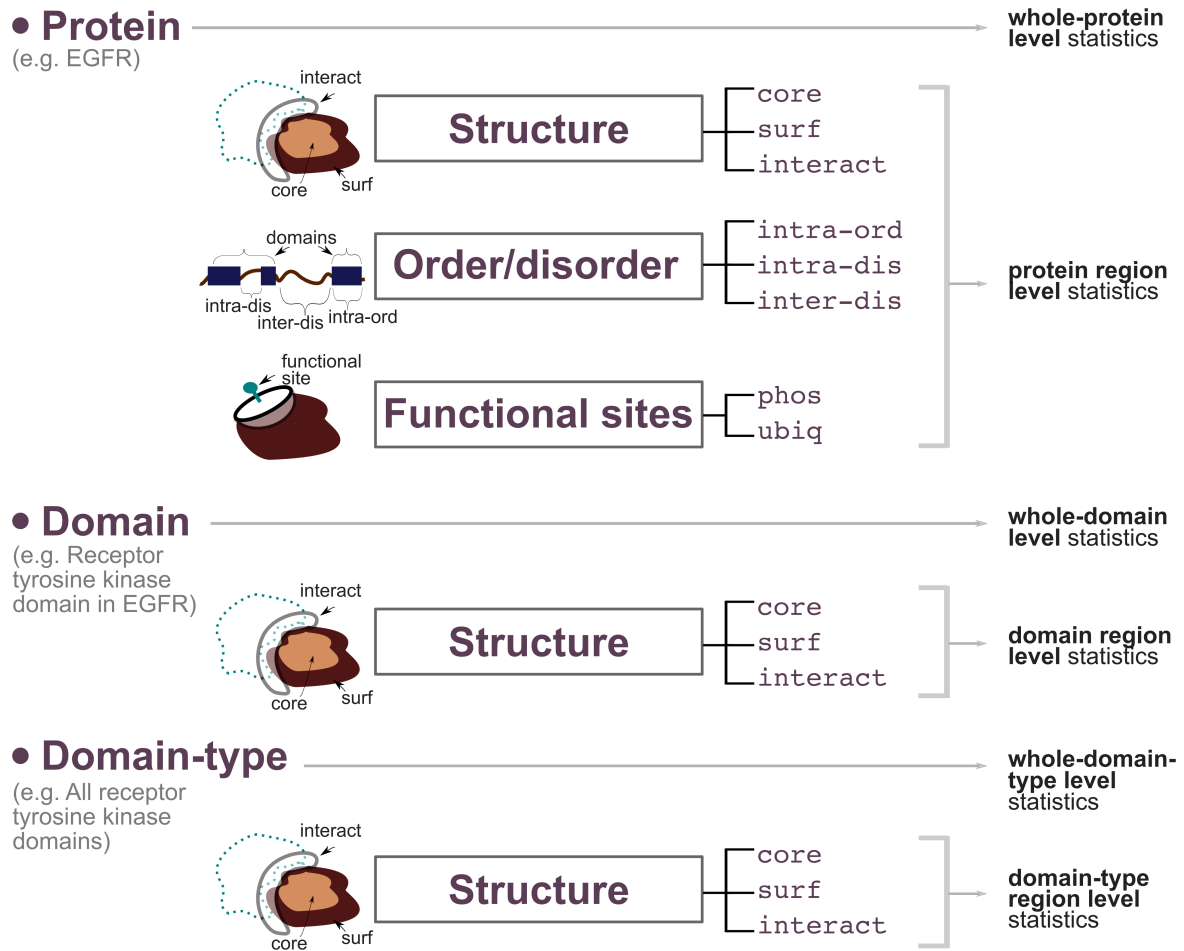 • Protein
(e.g. EGFR)
whole-protein
level statistics
interact
core
surf
Structure
core
surf
interact
domains
intra-dis
inter-dis
intra-ord
Order/disorder
intra-ord
intra-dis
inter-dis
protein region
level statistics
functional
site
Functional sites
phos
ubiq
• Domain
(e.g. Receptor
tyrosine kinase
domain in EGFR)
whole-domain
level statistics
interact
core
surf
Structure
core
surf
interact
domain region
level statistics
• Domain-type
(e.g. All receptor
tyrosine kinase
domains)
whole-domain-
type level
statistics
interact
core
surf
Structure
core
surf
interact
domain-type
region level
statistics